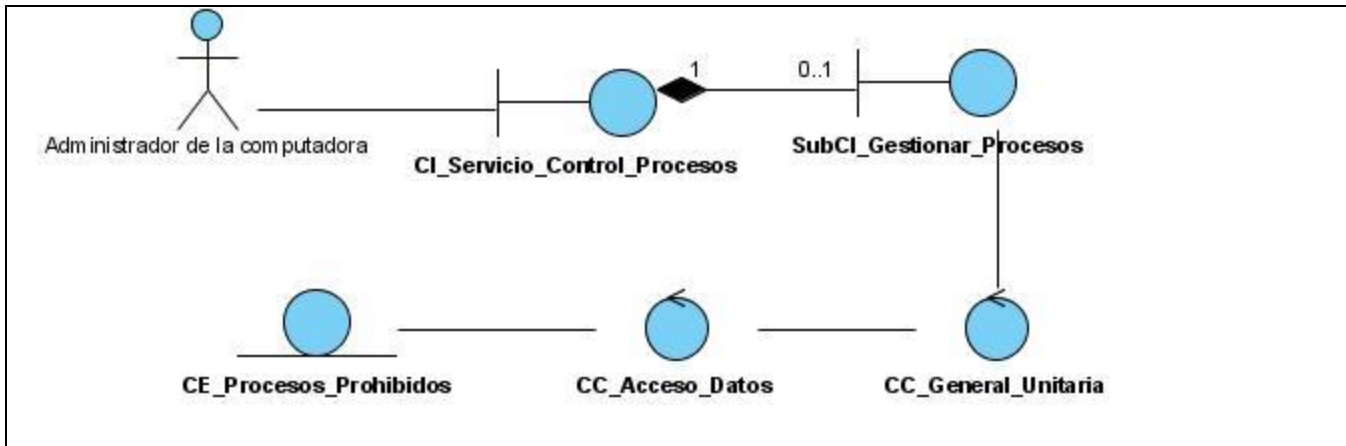 1
0..1
Administrador de la computadora
CI_Servicio_Control_Procesos
SubCI_Gestionar_Procesos
CE_Procesos_Prohibidos
CC_Acceso_Datos
CC_General_Unitaria